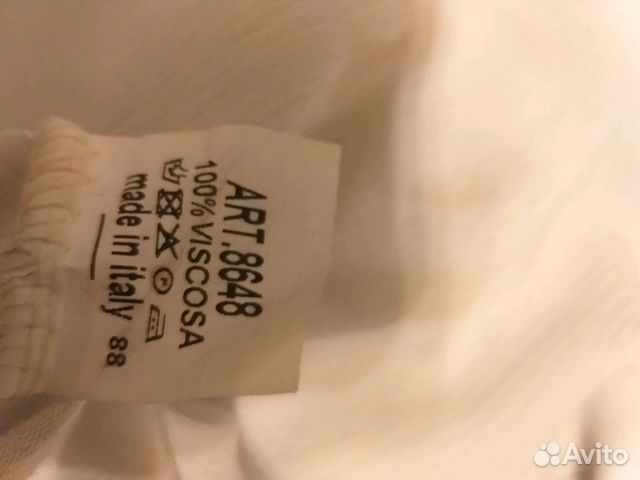 ART.8648
100% VISCOSA
made in italy 88
Avito